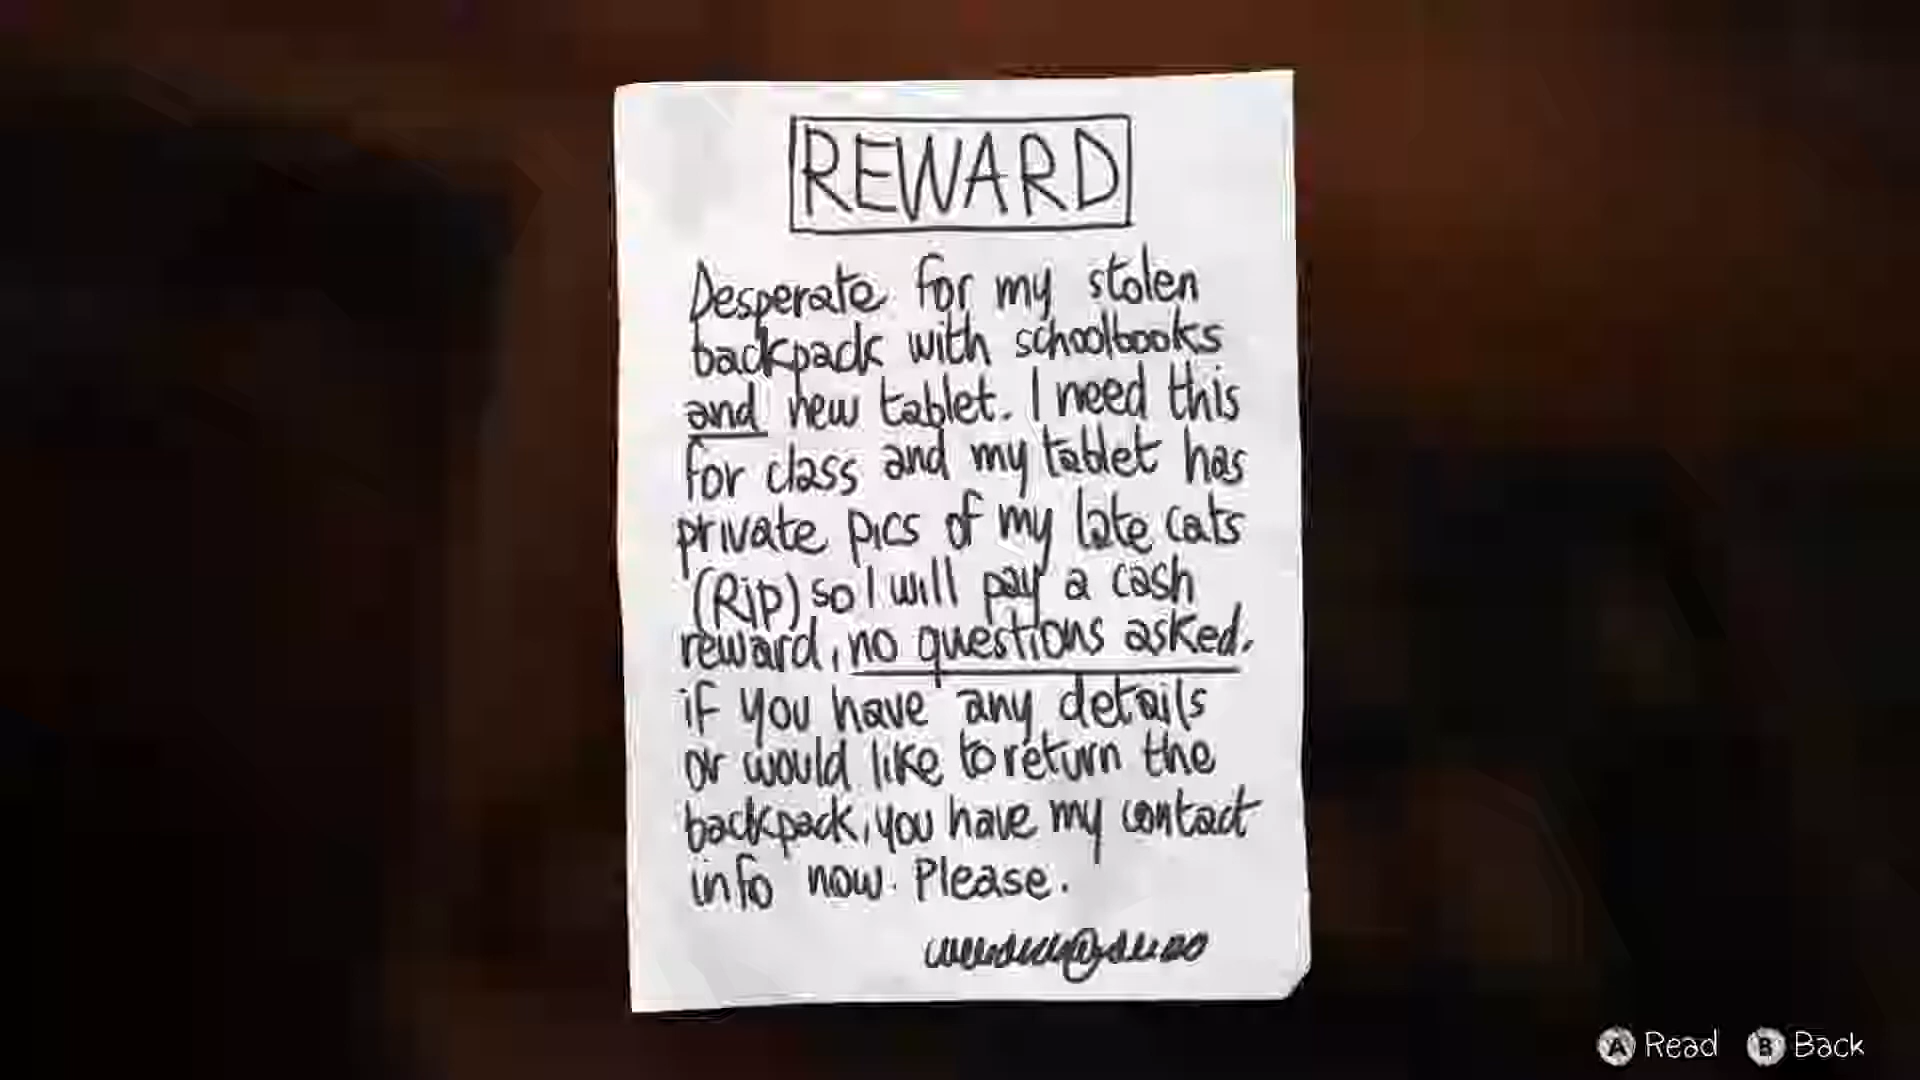 REWARD
Desperate for my stolen
backpack with schoolbooks
and new tablet. I need this
for class and my tablet has
private pics of my late cats
(Rip) so I will pay a cash
reward, no questions asked.
if you have any details
or would like to return the
backpack, you have my contact
info now. Please.
A Read B Back